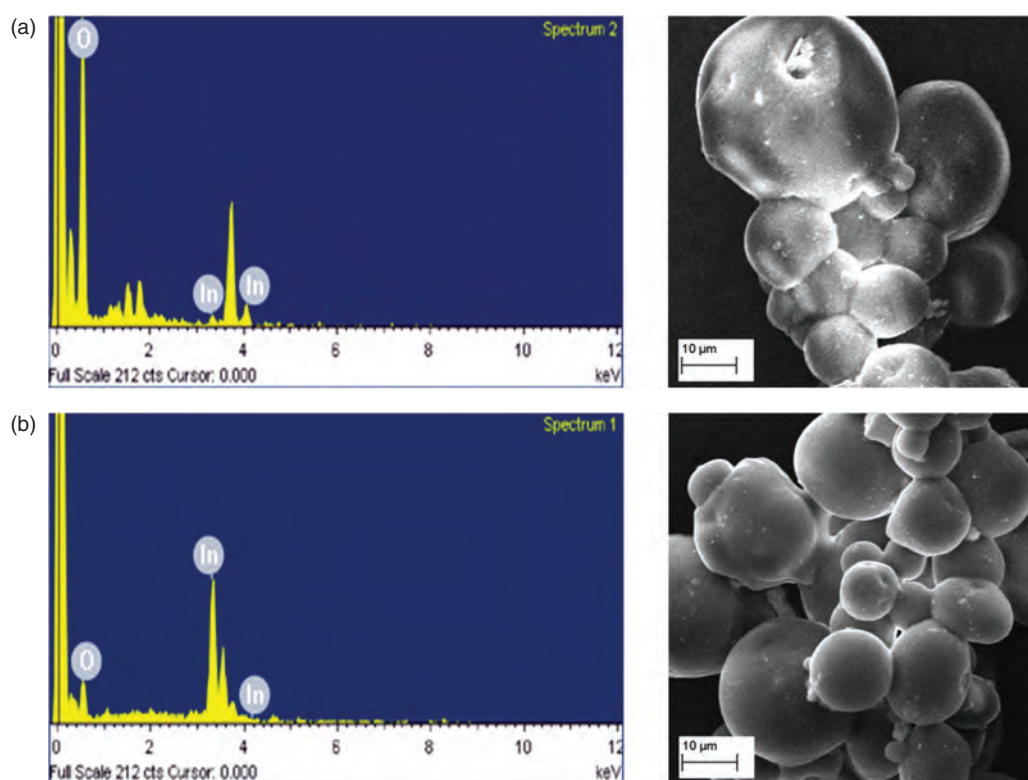 (a)
Spectrum 2
O
In
In
0 2 4 6 8 10 12
Full Scale 212 cts Cursor: 0.000 keV
10 µm
(b)
Spectrum 1
In
O
In
0 2 4 6 8 10 12
Full Scale 212 cts Cursor: 0.000 keV
10 µm